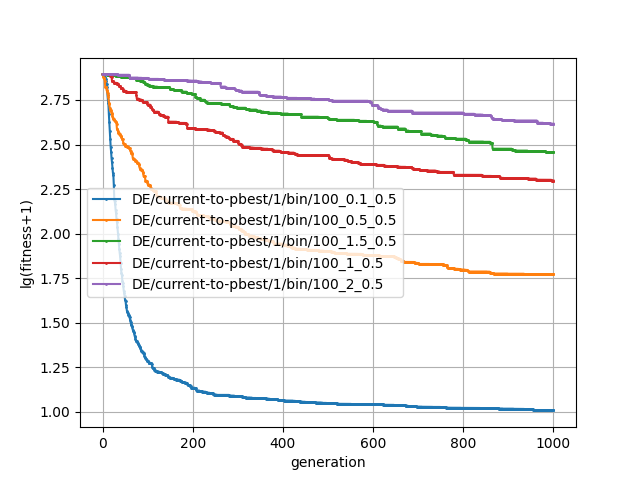 2.75
2.50
2.25
2.00
1.75
1.50
1.25
1.00
lg(fitness+1)
DE/current-to-pbest/1/bin/100_0.1_0.5
DE/current-to-pbest/1/bin/100_0.5_0.5
DE/current-to-pbest/1/bin/100_1.5_0.5
DE/current-to-pbest/1/bin/100_1_0.5
DE/current-to-pbest/1/bin/100_2_0.5
0 200 400 600 800 1000
generation